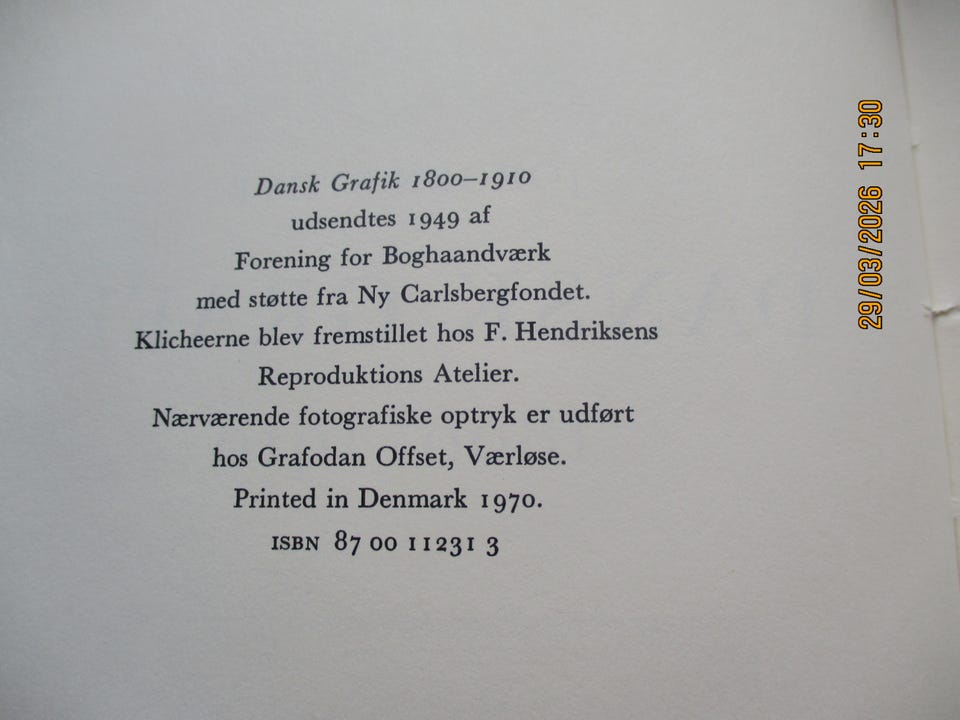 Dansk Grafik 1800–1910
udsendtes 1949 af
Forening for Boghaandværk
med støtte fra Ny Carlsbergfondet.
Klicheerne blev fremstillet hos F. Hendriksens
Reproduktions Atelier.
Nærværende fotografiske optryk er udført
hos Grafodan Offset, Værløse.
Printed in Denmark 1970.
ISBN 87 00 11231 3
29/03/2026 17:30